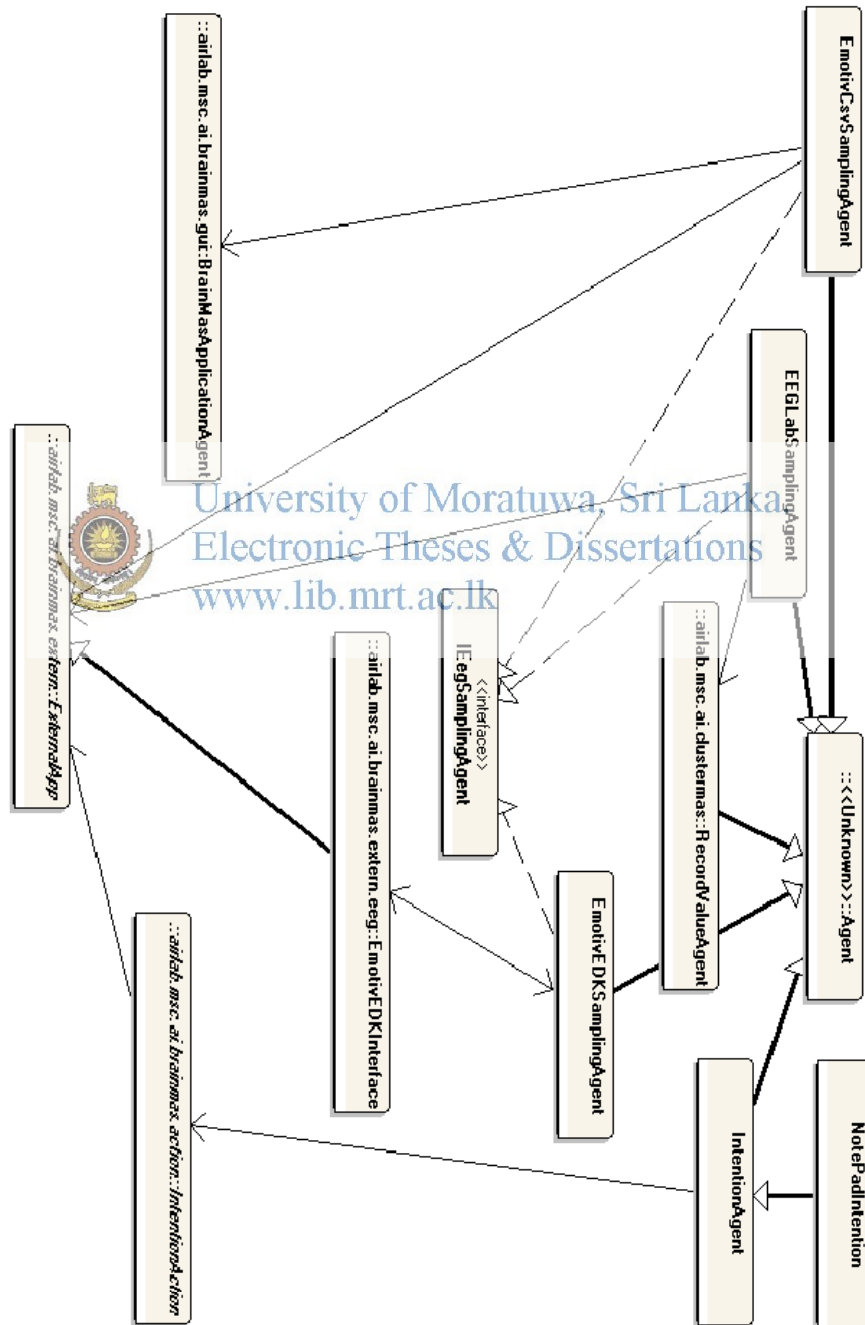 EmotivCsvSamplingAgent
EEGLabSamplingAgent
::<<Unknown>>::Agent
NotePadIntention
::airlab.msc.ai.clustermas::RecordValueAgent
IntentionAgent
EmotivEDKSamplingAgent
<<interface>>
IEegSamplingAgent
::airlab.msc.ai.brainmas.extern.eeg::EmotivEDKInterface
::airlab.msc.ai.brainmas.gui::BrainMasApplicationAgent
::airlab.msc.ai.brainmas.action::IntentionAction
::airlab.msc.ai.brainmas.extern::ExternalApp
University of Moratuwa, Sri Lanka.
Electronic Theses & Dissertations
www.lib.mrt.ac.lk